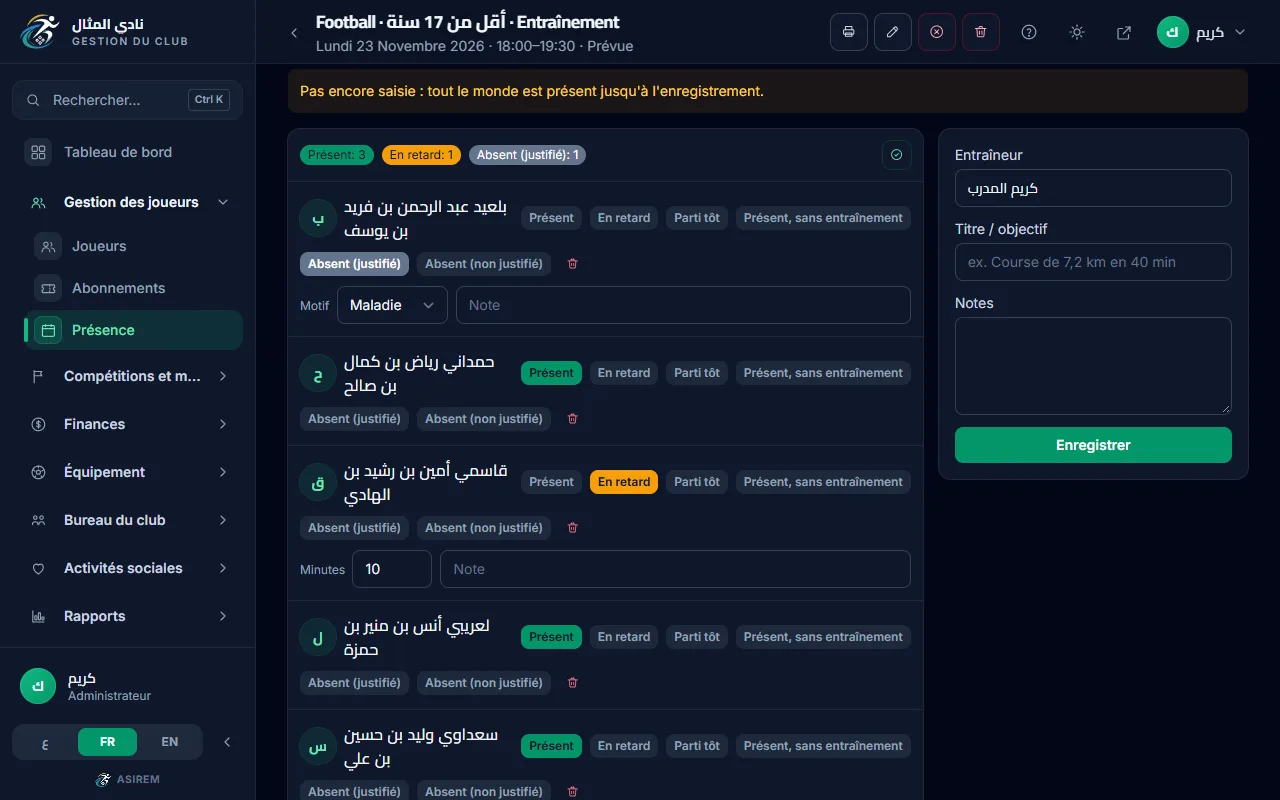 نادي المثال
GESTION DU CLUB
Rechercher...
Ctrl K
Tableau de bord
Gestion des joueurs
Joueurs
Abonnements
Présence
Compétitions et m...
Finances
Équipement
Bureau du club
Activités sociales
Rapports
ك
كريم
Administrateur
ع
FR
EN
ASIREM
Football · أقل من 17 سنة · Entraînement
Lundi 23 Novembre 2026 · 18:00–19:30 · Prévue
ك
كريم
Pas encore saisie : tout le monde est présent jusqu'à l'enregistrement.
Présent: 3
En retard: 1
Absent (justifié): 1
ب
بلعيد عبد الرحمن بن فريد
بن يوسف
Présent
En retard
Parti tôt
Présent, sans entraînement
Absent (justifié)
Absent (non justifié)
Motif
Maladie
Note
ح
حمداني رياض بن كمال
بن صالح
Présent
En retard
Parti tôt
Présent, sans entraînement
Absent (justifié)
Absent (non justifié)
ق
قاسمي أمين بن رشيد بن
الهادي
Présent
En retard
Parti tôt
Présent, sans entraînement
Absent (justifié)
Absent (non justifié)
Minutes
10
Note
ل
لعريبي أنس بن منير بن
حمزة
Présent
En retard
Parti tôt
Présent, sans entraînement
Absent (justifié)
Absent (non justifié)
س
سعداوي وليد بن حسين
بن علي
Présent
En retard
Parti tôt
Présent, sans entraînement
Absent (justifié)
Absent (non justifié)
Entraîneur
كريم المدرب
Titre / objectif
ex. Course de 7,2 km en 40 min
Notes
Enregistrer